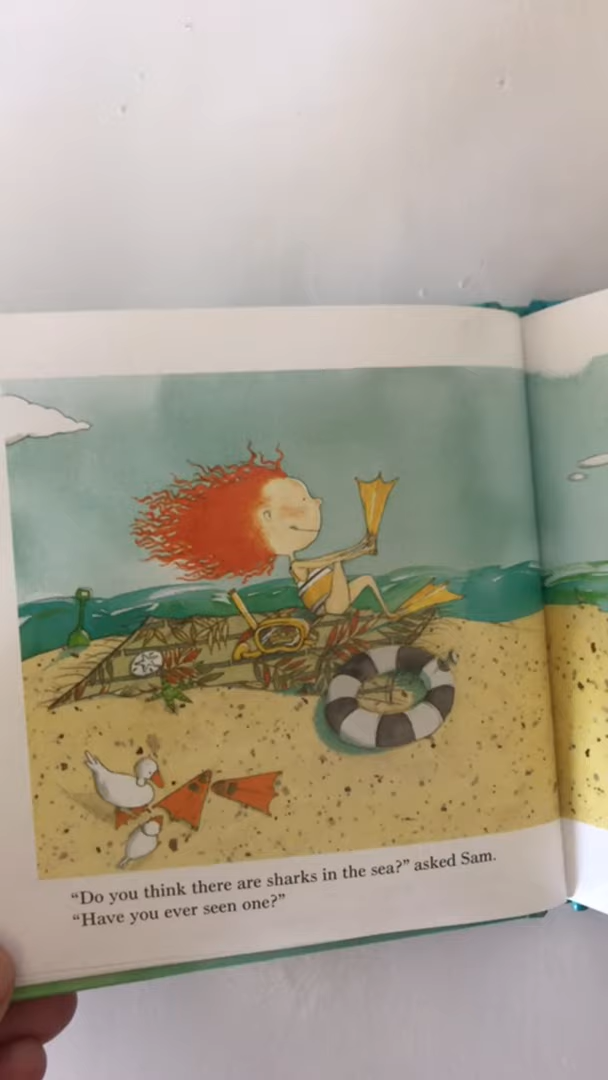 “Do you think there are sharks in the sea?” asked Sam.
“Have you ever seen one?”